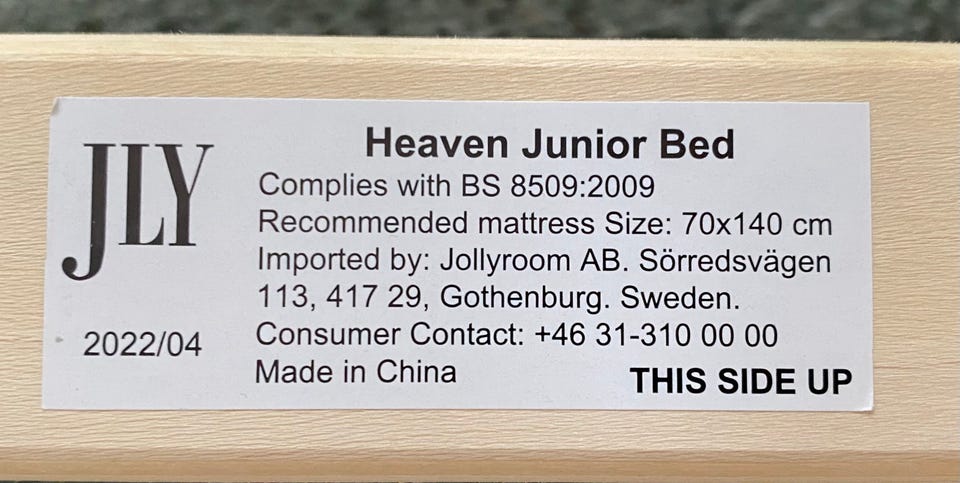 JLY
2022/04
Heaven Junior Bed
Complies with BS 8509:2009
Recommended mattress Size: 70x140 cm
Imported by: Jollyroom AB. Sörredsvägen
113, 417 29, Gothenburg. Sweden.
Consumer Contact: +46 31-310 00 00
Made in China
THIS SIDE UP